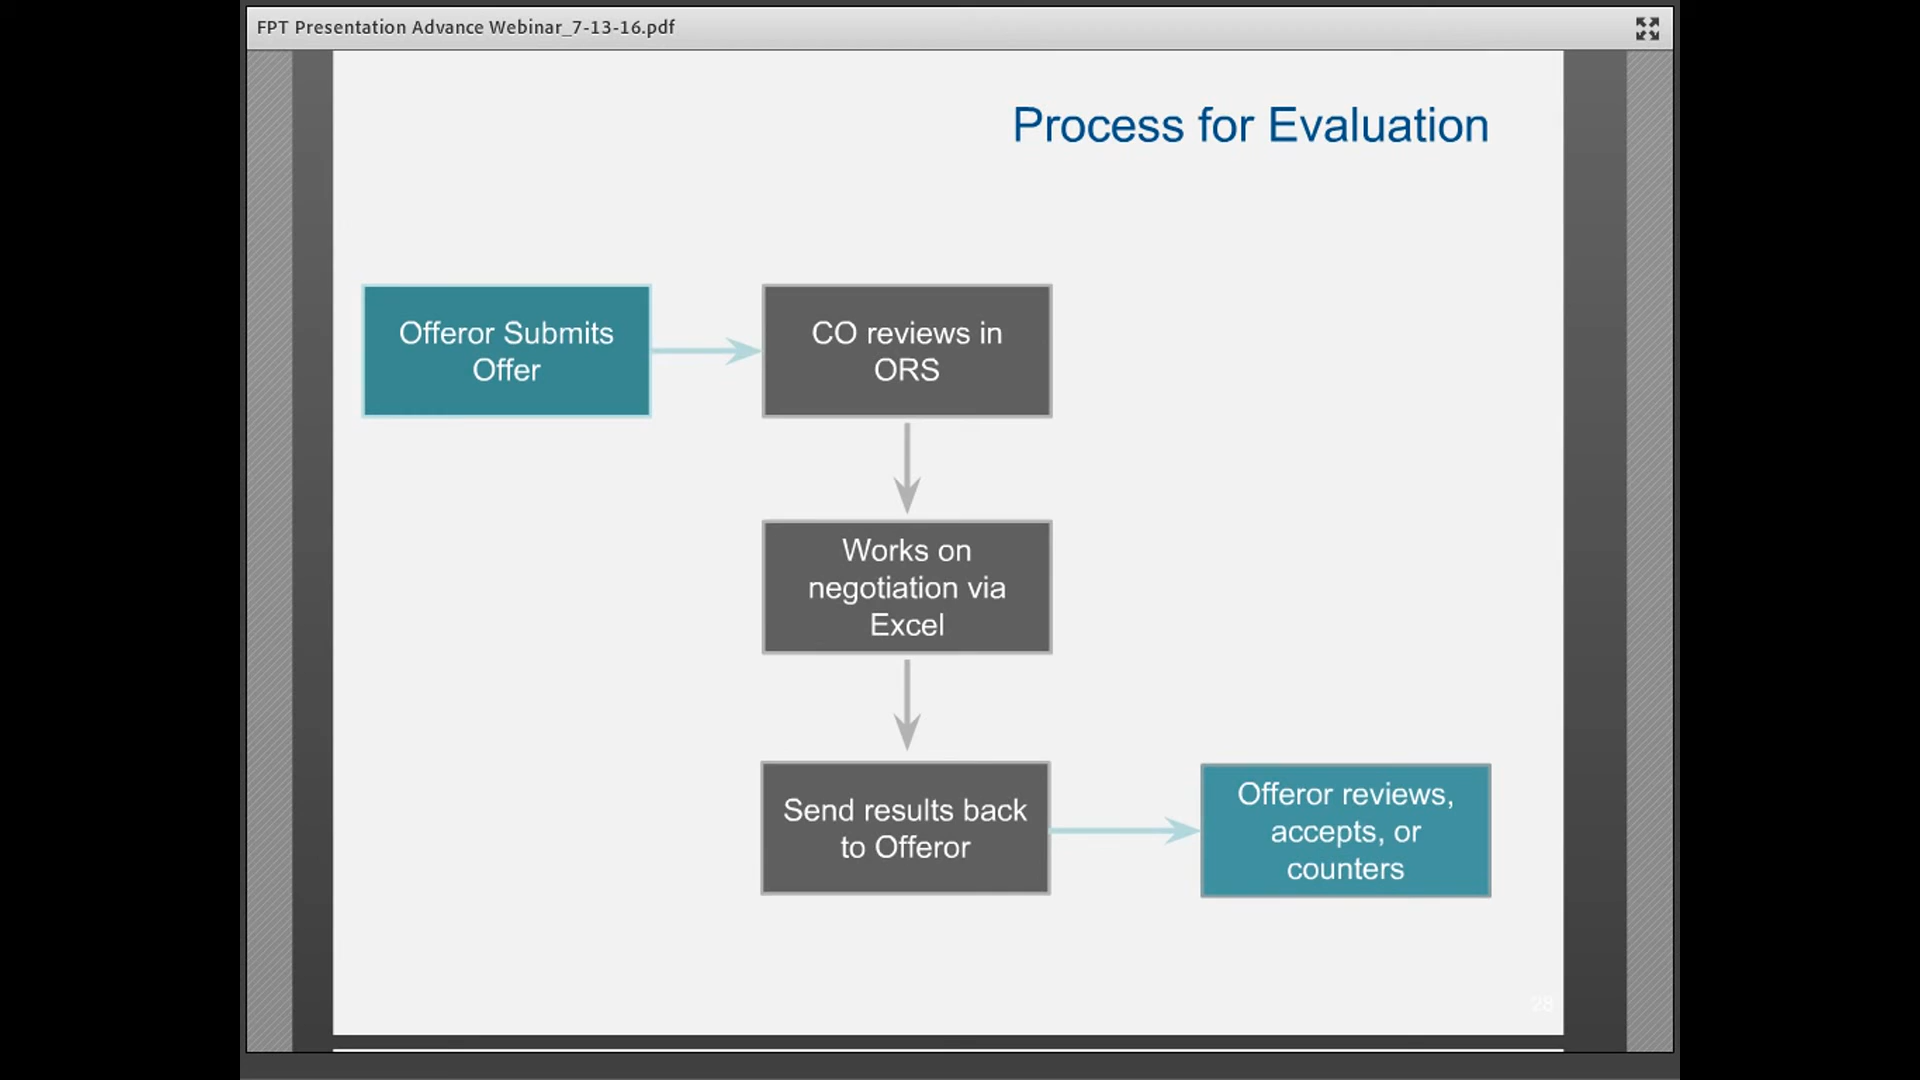 FPT Presentation Advance Webinar_7-13-16.pdf
Process for Evaluation
Offeror Submits
Offer
CO reviews in
ORS
Works on
negotiation via
Excel
Send results back
to Offeror
Offeror reviews,
accepts, or
counters
28